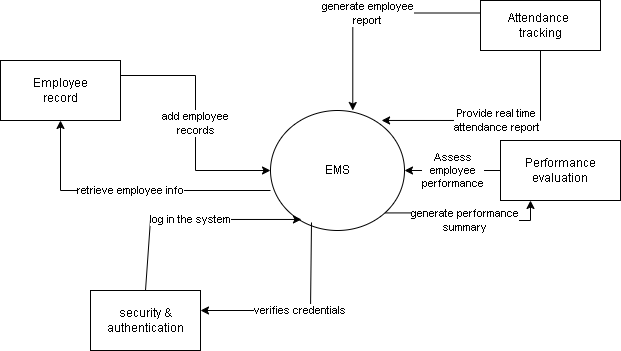 generate employee
report
Attendance
tracking
Employee
record
add employee
records
Provide real time
attendance report
EMS
Assess
employee
performance
Performance
evaluation
retrieve employee info
log in the system
generate performance
summary
security &
authentication
verifies credentials